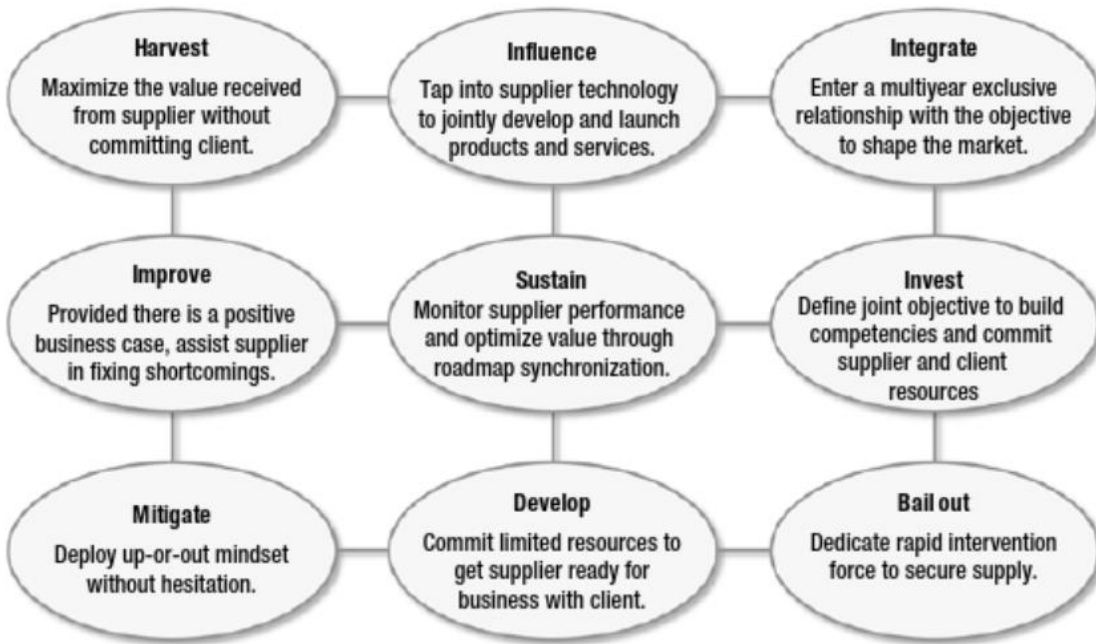 Harvest
Maximize the value received
from supplier without
committing client.
Influence
Tap into supplier technology
to jointly develop and launch
products and services.
Integrate
Enter a multiyear exclusive
relationship with the objective
to shape the market.
Improve
Provided there is a positive
business case, assist supplier
in fixing shortcomings.
Sustain
Monitor supplier performance
and optimize value through
roadmap synchronization.
Invest
Define joint objective to build
competencies and commit
supplier and client
resources
Mitigate
Deploy up-or-out mindset
without hesitation.
Develop
Commit limited resources to
get supplier ready for
business with client.
Bail out
Dedicate rapid intervention
force to secure supply.